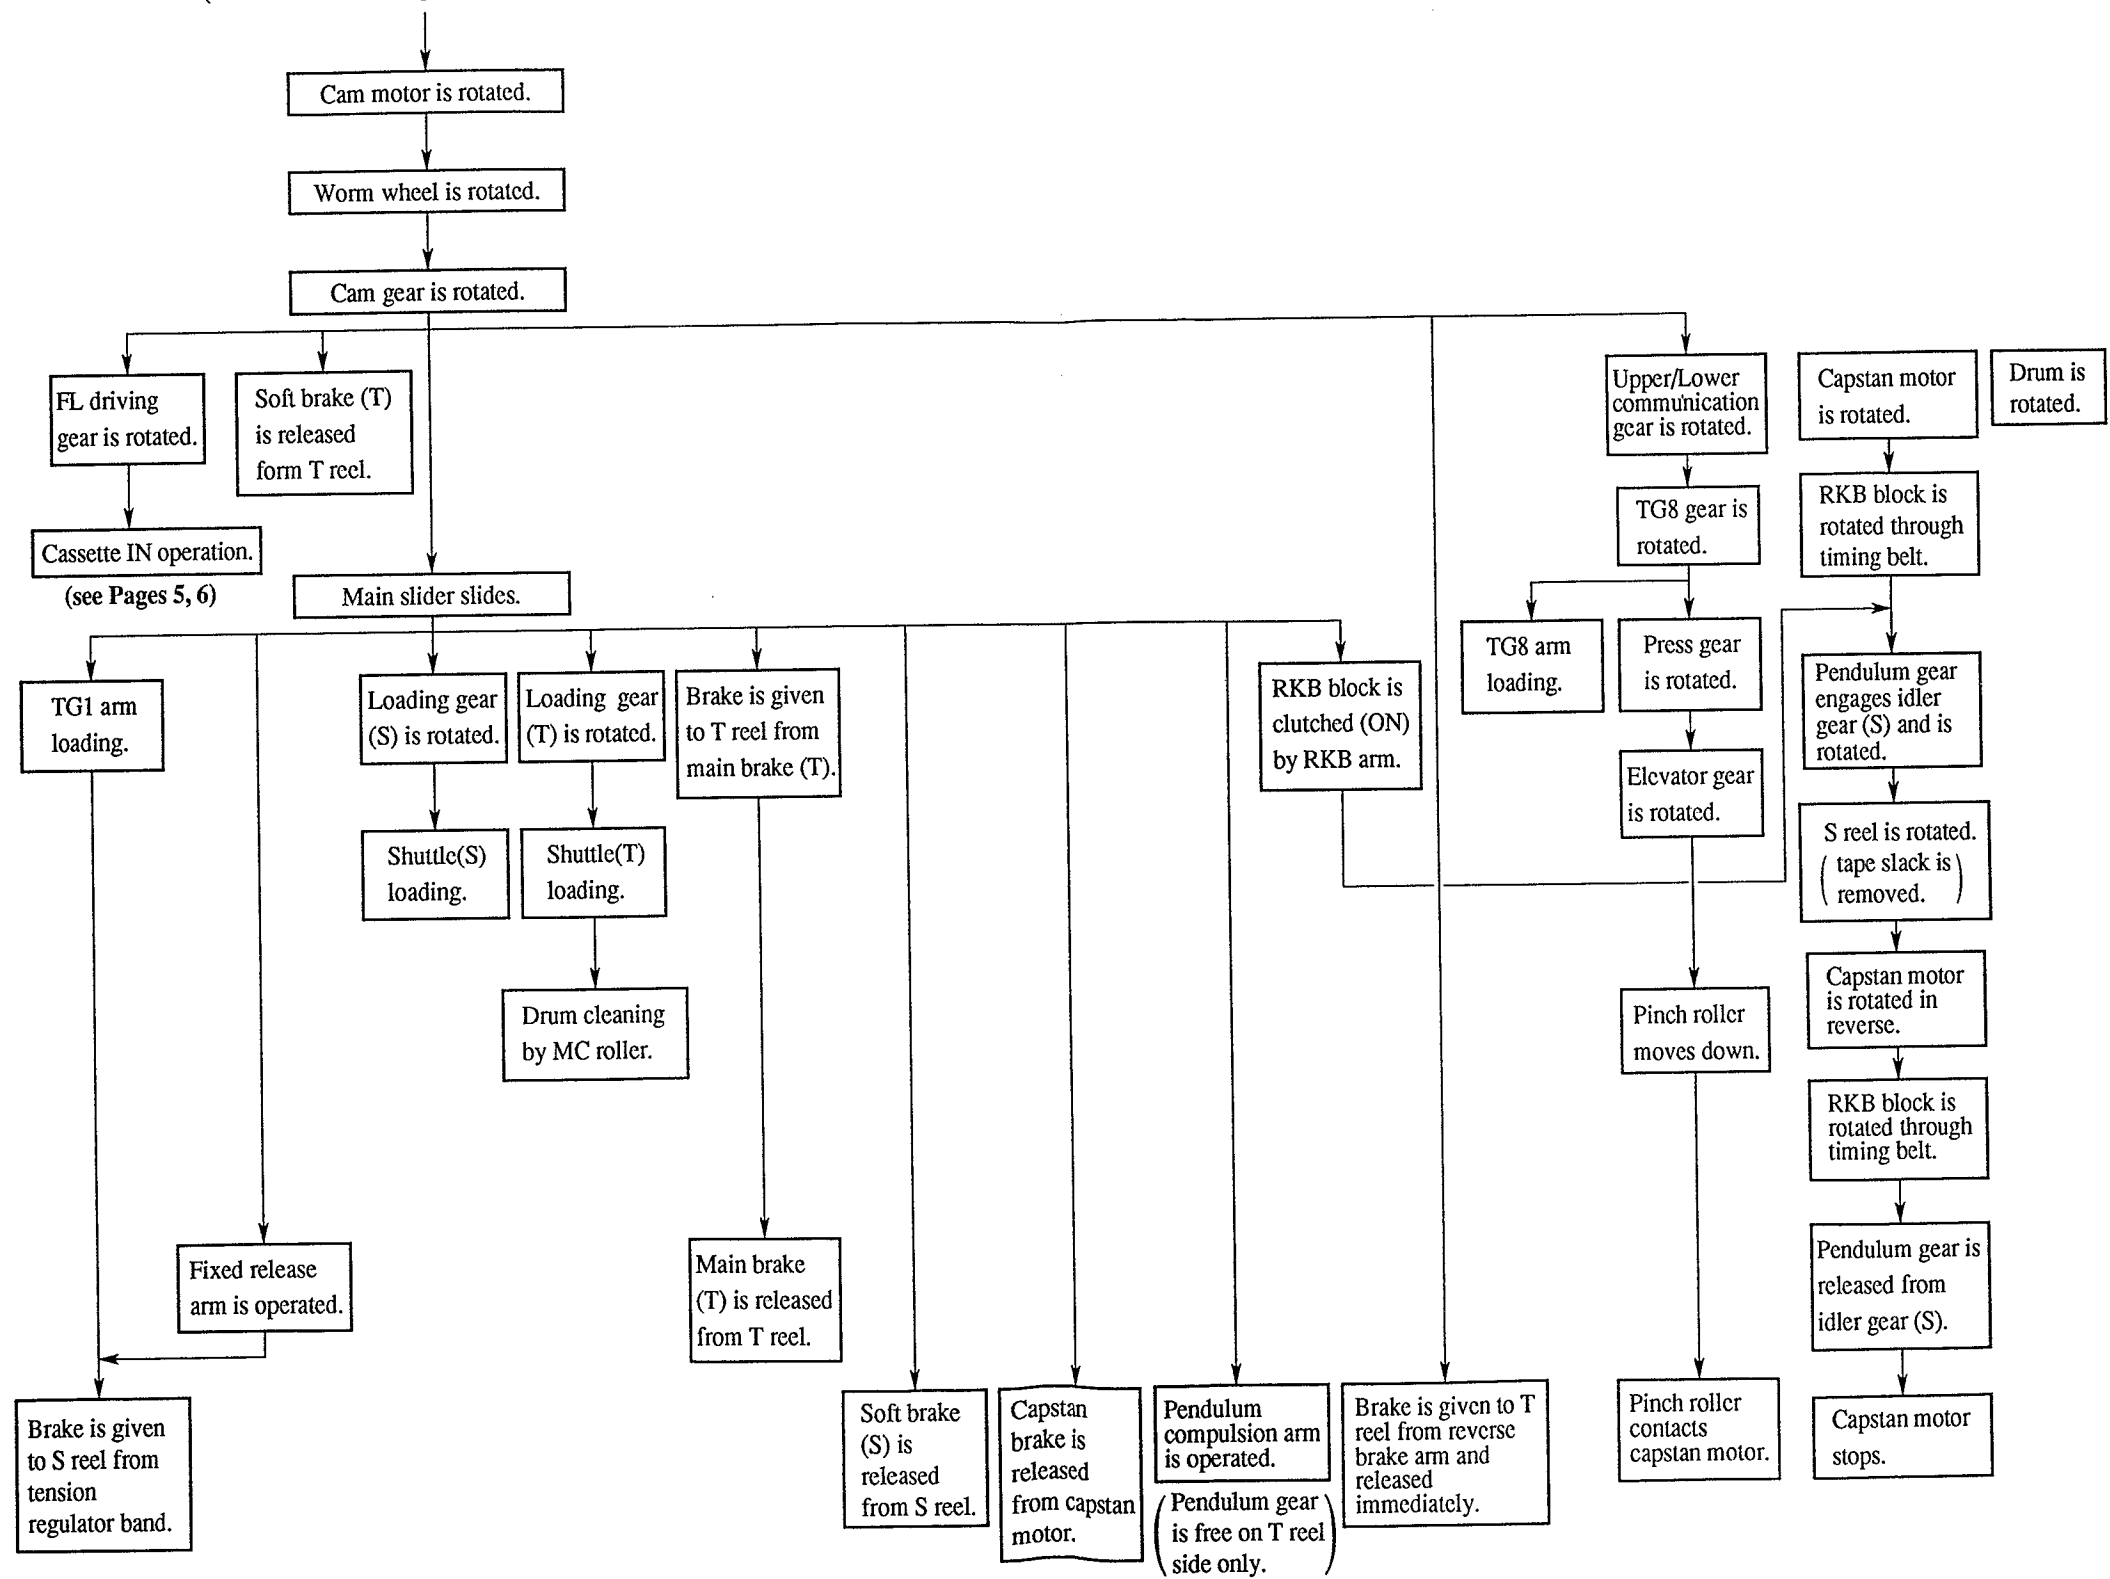 Cam motor is rotated.
Worm wheel is rotated.
Cam gear is rotated.
FL driving
gear is rotated.
Soft brake (T)
is released
form T reel.
Upper/Lower
communication
gear is rotated.
Capstan motor
is rotated.
Drum is
rotated.
Cassette IN operation.
(see Pages 5, 6)
TG8 gear is
rotated.
RKB block is
rotated through
timing belt.
Main slider slides.
TG1 arm
loading.
Loading gear
(S) is rotated.
Loading gear
(T) is rotated.
Brake is given
to T reel from
main brake (T).
RKB block is
clutched (ON)
by RKB arm.
TG8 arm
loading.
Press gear
is rotated.
Pendulum gear
engages idler
gear (S) and is
rotated.
Elevator gear
is rotated.
Shuttle(S)
loading.
Shuttle(T)
loading.
S reel is rotated.
( tape slack is
removed. )
Drum cleaning
by MC roller.
Pinch roller
moves down.
Capstan motor
is rotated in
reverse.
RKB block is
rotated through
timing belt.
Fixed release
arm is operated.
Main brake
(T) is released
from T reel.
Pendulum gear is
released from
idler gear (S).
Brake is given
to S reel from
tension
regulator band.
Soft brake
(S) is
released
from S reel.
Capstan
brake is
released
from capstan
motor.
Pendulum
compulsion arm
is operated.
( Pendulum gear
is free on T reel
side only. )
Brake is given to T
reel from reverse
brake arm and
released
immediately.
Pinch roller
contacts
capstan motor.
Capstan motor
stops.